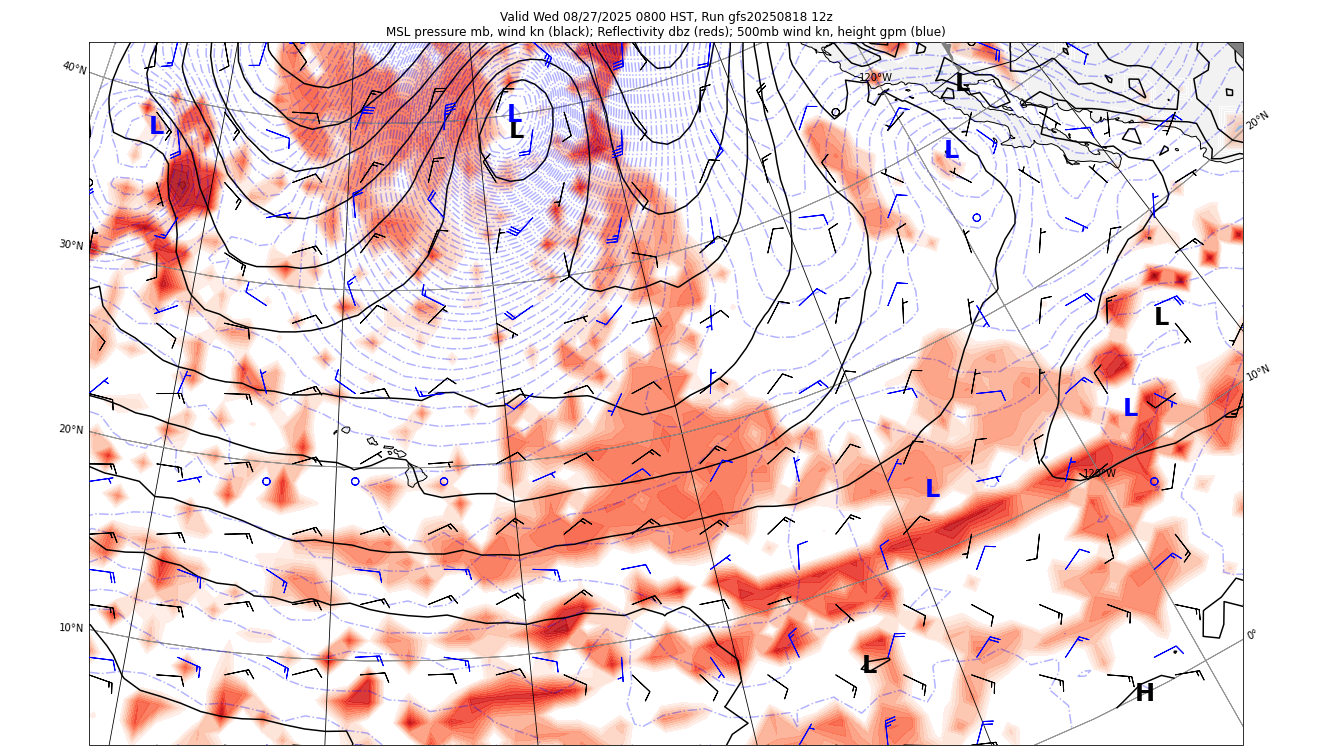 Valid Wed 08/27/2025 0800 HST, Run gfs20250818 12z
MSL pressure mb, wind kn (black); Reflectivity dbz (reds); 500mb wind kn, height gpm (blue)
40°N
120°W
L
20°N
L
L
L
L
30°N
L
10°N
L
20°N
120°W
L
10°N
0°
L
H